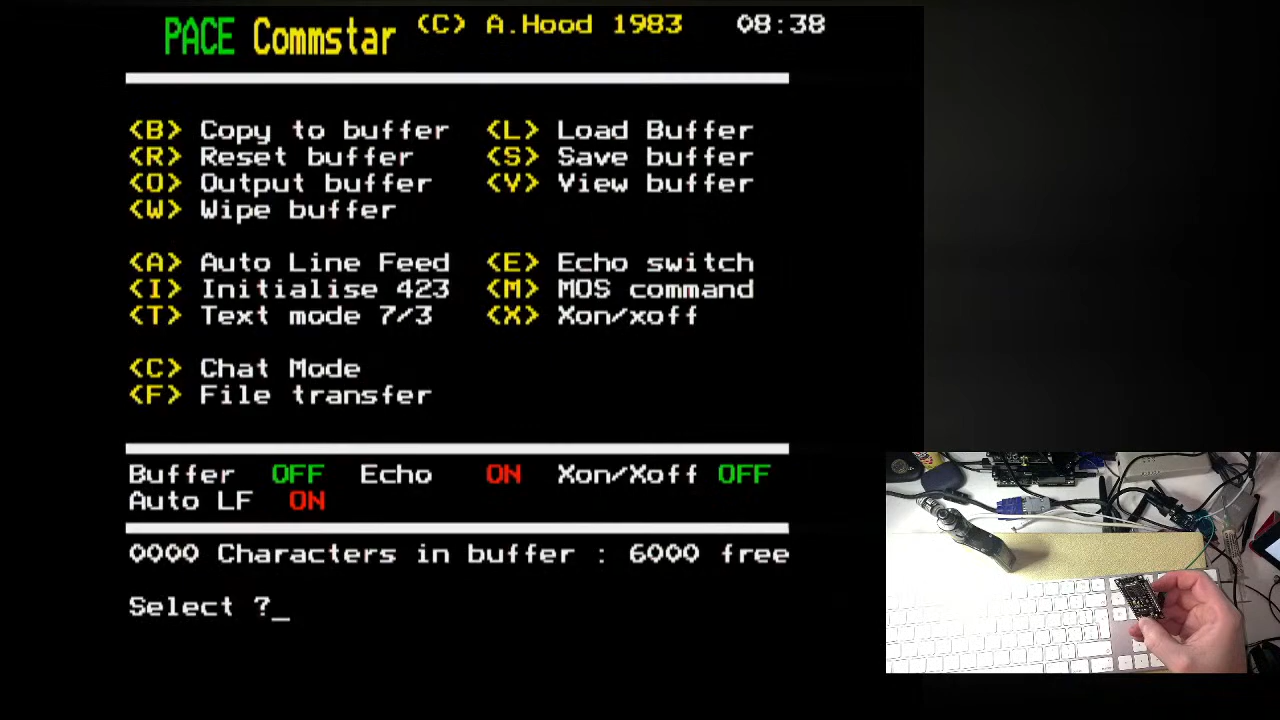 PACE Commstar (C) A.Hood 1983 08:38
<B> Copy to buffer <L> Load Buffer
<R> Reset buffer <S> Save buffer
<O> Output buffer <V> View buffer
<W> Wipe buffer
<A> Auto Line Feed <E> Echo switch
<I> Initialise 423 <M> MOS command
<T> Text mode 7/3 <X> Xon/xoff
<C> Chat Mode
<F> File transfer
Buffer OFF Echo ON Xon/Xoff OFF
Auto LF ON
0000 Characters in buffer : 6000 free
Select ?_